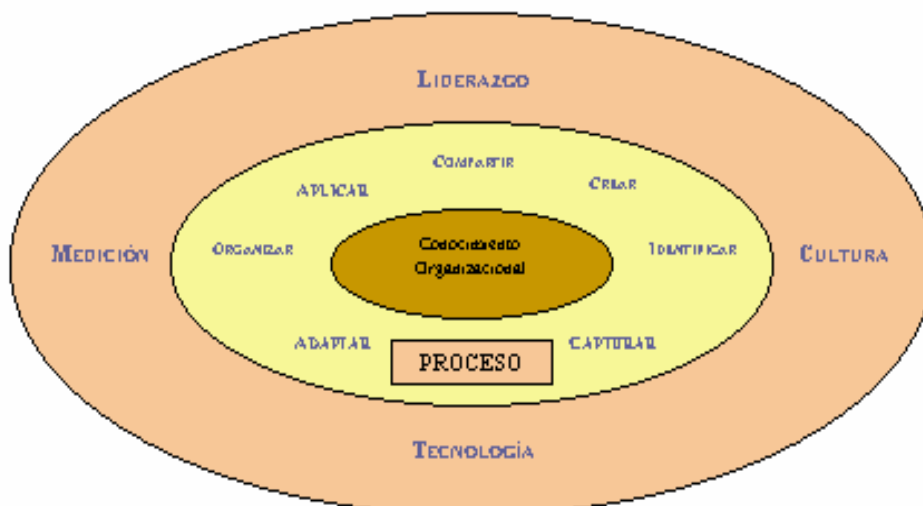 LIDERAZGO
COMPARTIR
APLICAR
CREAR
MEDICIÓN
ORGANIZAR
Conocimiento
Organizacional
IDENTIFICAR
CULTURA
ADAPTAR
PROCESO
CAPTURAR
TECNOLOGÍA